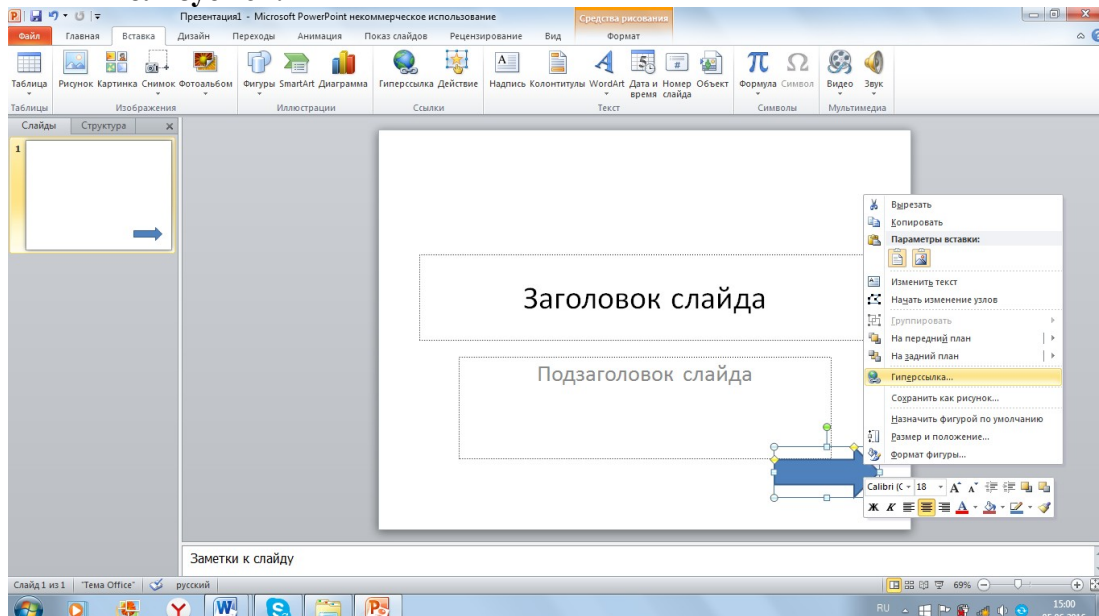 Презентация1 - Microsoft PowerPoint некоммерческое использование
Средства рисования
Файл Главная Вставка Дизайн Переходы Анимация Показ слайдов Рецензирование Вид Формат
Таблица Рисунок Картинка Снимок Фотоальбом Фигуры SmartArt Диаграмма Гиперссылка Действие Надпись Колонтитулы WordArt Дата и время Номер слайда Объект Формула Символ Видео Звук
Таблицы Изображения Иллюстрации Ссылки Текст Символы Мультимедиа
Слайды Структура
1
Вырезать
Копировать
Параметры вставки:
Изменить текст
Начать изменение узлов
Группировать
На передний план
На задний план
Гиперссылка...
Сохранить как рисунок...
Назначить фигурой по умолчанию
Размер и положение...
Формат фигуры...
Заголовок слайда
Подзаголовок слайда
Calibri (С 18
Ж К
Заметки к слайду
Слайд 1 из 1 "Тема Office" русский 69%
RU 15:00